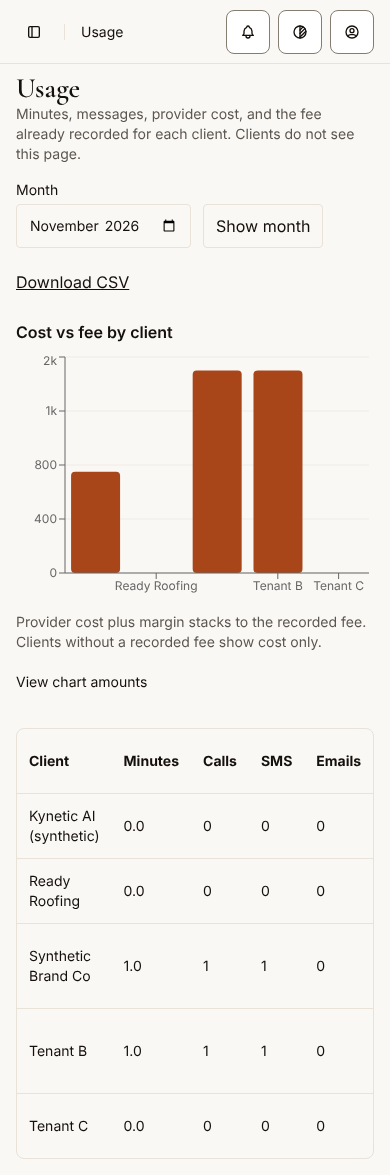 Usage
Usage
Minutes, messages, provider cost, and the fee
already recorded for each client. Clients do not see
this page.
Month
November 2026
Show month
Download CSV
Cost vs fee by client
2k
1k
800
400
0
Ready Roofing
Tenant B
Tenant C
Provider cost plus margin stacks to the recorded fee.
Clients without a recorded fee show cost only.
View chart amounts
Client Minutes Calls SMS Emails
Kynetic AI
(synthetic)
0.0 0 0 0
Ready
Roofing
0.0 0 0 0
Synthetic
Brand Co
1.0 1 1 0
Tenant B 1.0 1 1 0
Tenant C 0.0 0 0 0